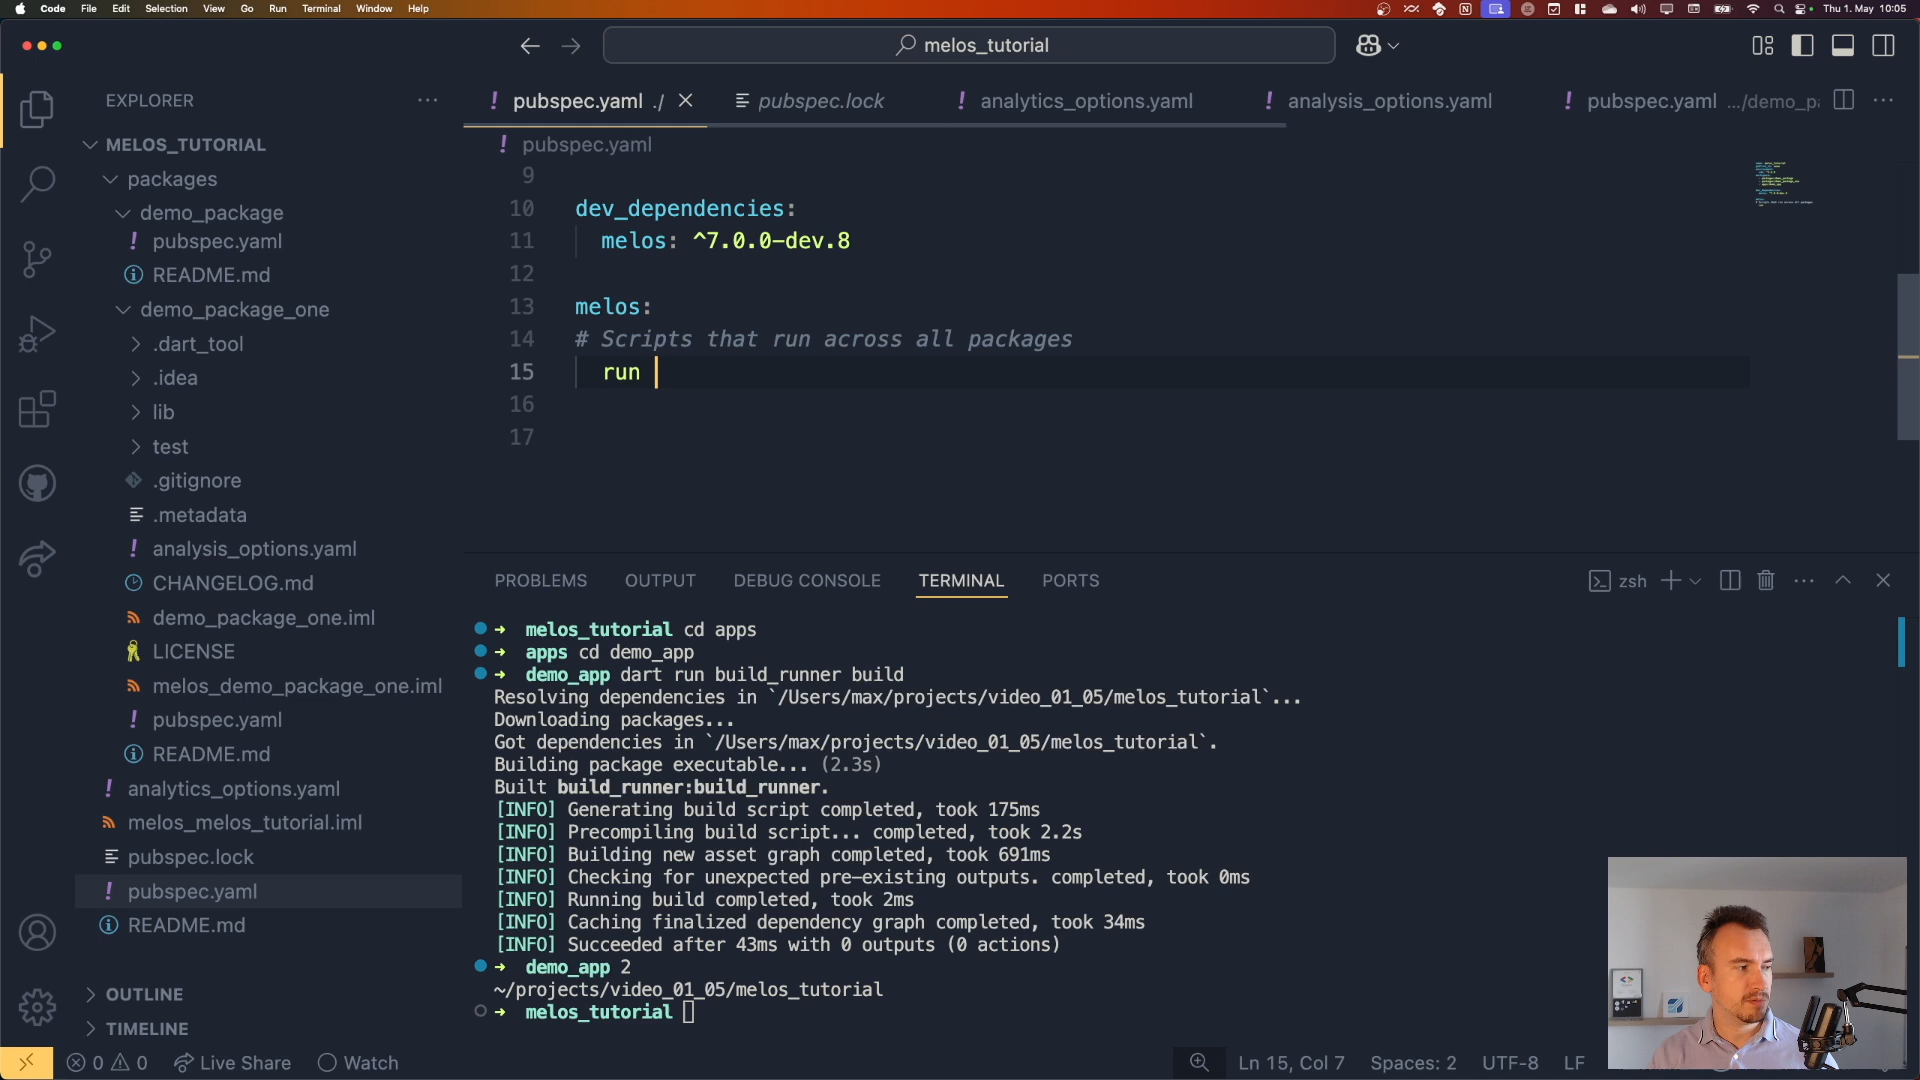 Code File Edit Selection View Go Run Terminal Window Help Thu 1. May 10:05
melos_tutorial
EXPLORER
pubspec.yaml ./ pubspec.lock analytics_options.yaml analysis_options.yaml pubspec.yaml .../demo_pa
MELOS_TUTORIAL
packages
demo_package
pubspec.yaml
README.md
demo_package_one
.dart_tool
.idea
lib
test
.gitignore
.metadata
analysis_options.yaml
CHANGELOG.md
demo_package_one.iml
LICENSE
melos_demo_package_one.iml
pubspec.yaml
README.md
analytics_options.yaml
melos_melos_tutorial.iml
pubspec.lock
pubspec.yaml
README.md
OUTLINE
TIMELINE
pubspec.yaml
9
10 dev_dependencies:
11 melos: ^7.0.0-dev.8
12
13 melos:
14 # Scripts that run across all packages
15 run
16
17
PROBLEMS OUTPUT DEBUG CONSOLE TERMINAL PORTS zsh
➜ melos_tutorial cd apps
➜ apps cd demo_app
➜ demo_app dart run build_runner build
Resolving dependencies in `/Users/max/projects/video_01_05/melos_tutorial`...
Downloading packages...
Got dependencies in `/Users/max/projects/video_01_05/melos_tutorial`.
Building package executable... (2.3s)
Built build_runner:build_runner.
[INFO] Generating build script completed, took 175ms
[INFO] Precompiling build script... completed, took 2.2s
[INFO] Building new asset graph completed, took 691ms
[INFO] Checking for unexpected pre-existing outputs. completed, took 0ms
[INFO] Running build completed, took 2ms
[INFO] Caching finalized dependency graph completed, took 34ms
[INFO] Succeeded after 43ms with 0 outputs (0 actions)
➜ demo_app 2
~/projects/video_01_05/melos_tutorial
➜ melos_tutorial
0 0 Live Share Watch Ln 15, Col 7 Spaces: 2 UTF-8 LF